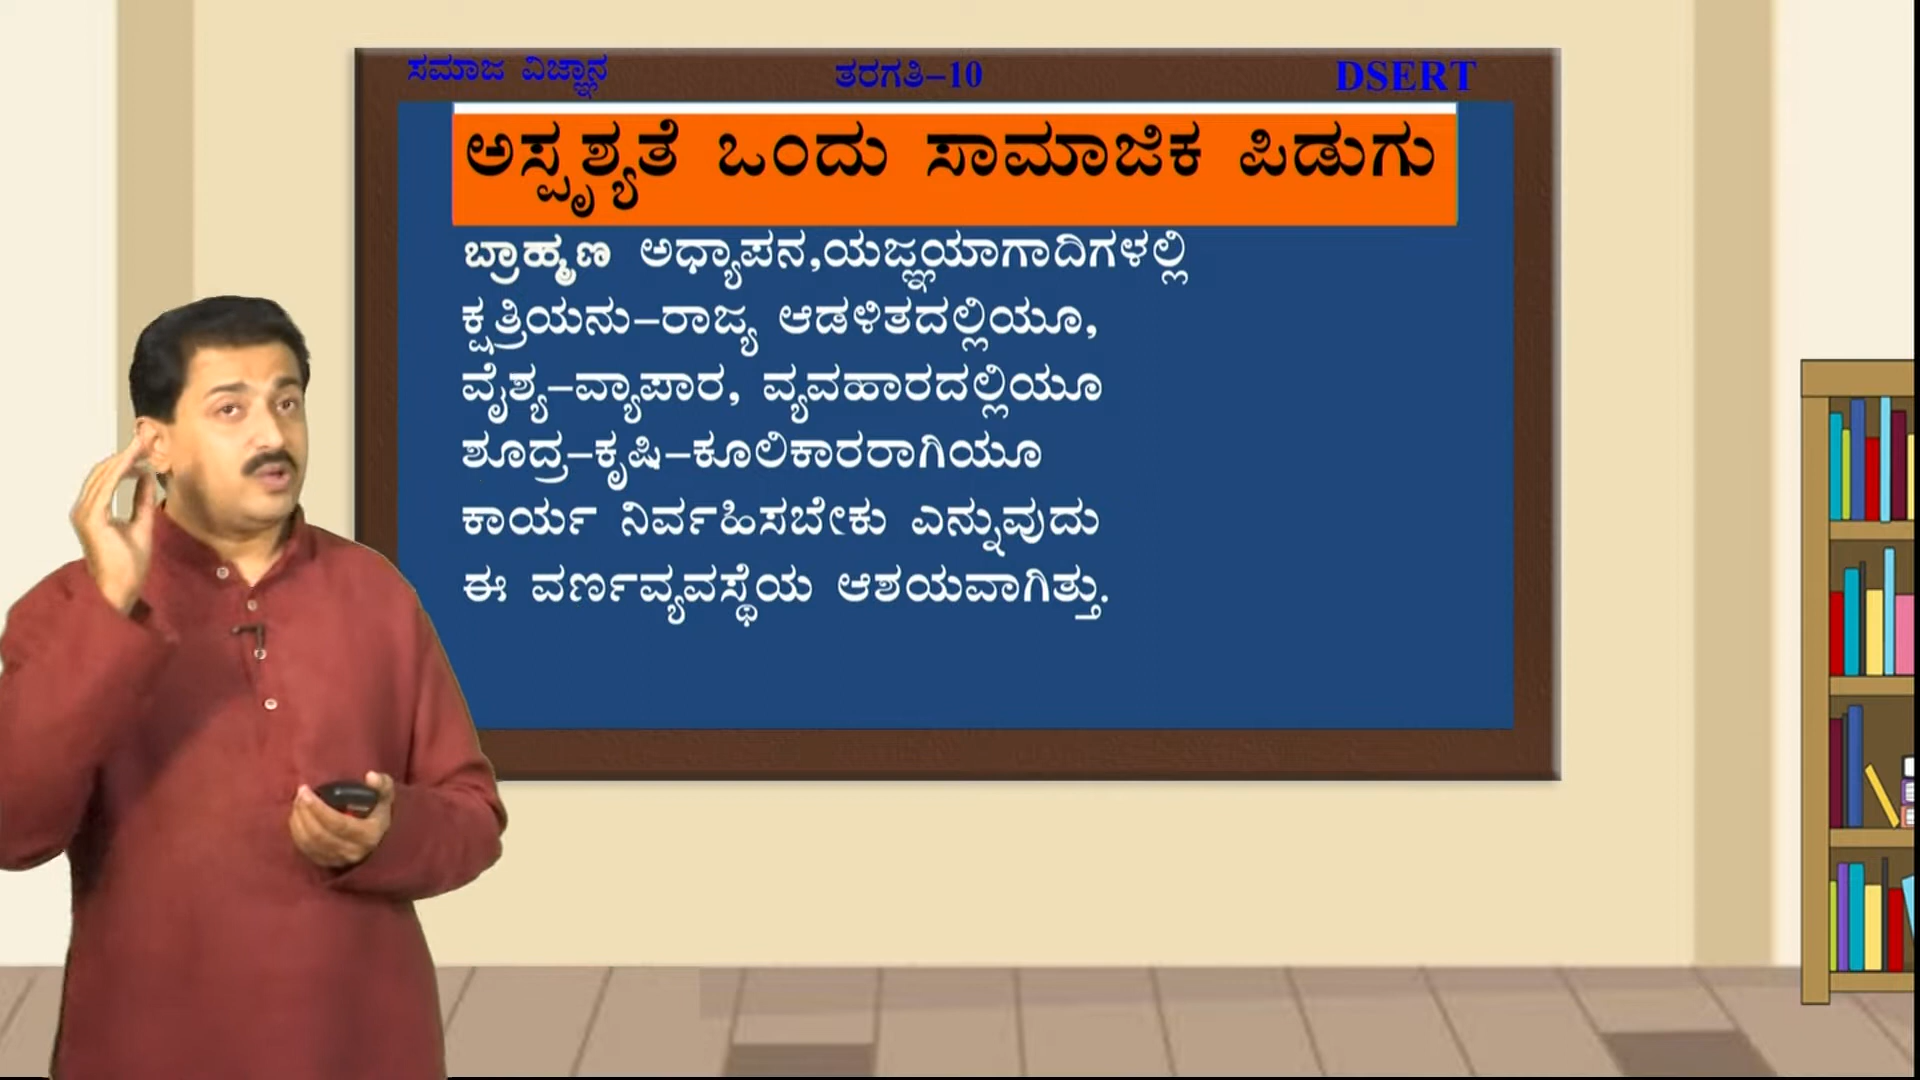 ಸಮಾಜ ವಿಜ್ಞಾನ ತರಗತಿ-10 DSERT
ಅಸ್ಪೃಶ್ಯತೆ ಒಂದು ಸಾಮಾಜಿಕ ಪಿಡುಗು
ಬ್ರಾಹ್ಮಣ ಅಧ್ಯಾಪನ,ಯಜ್ಞಯಾಗಾದಿಗಳಲ್ಲಿ
ಕ್ಷತ್ರಿಯನು-ರಾಜ್ಯ ಆಡಳಿತದಲ್ಲಿಯೂ,
ವೈಶ್ಯ-ವ್ಯಾಪಾರ, ವ್ಯವಹಾರದಲ್ಲಿಯೂ
ಶೂದ್ರ-ಕೃಷಿ-ಕೂಲಿಕಾರರಾಗಿಯೂ
ಕಾರ್ಯ ನಿರ್ವಹಿಸಬೇಕು ಎನ್ನುವುದು
ಈ ವರ್ಣವ್ಯವಸ್ಥೆಯ ಆಶಯವಾಗಿತ್ತು.